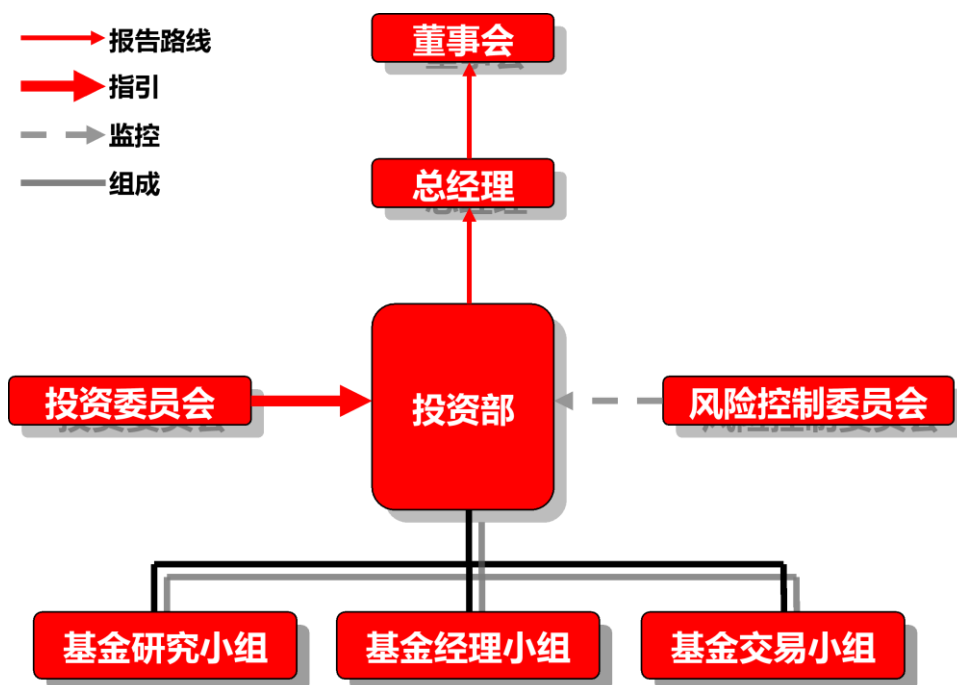 报告路线
指引
监控
组成
董事会
总经理
投资委员会
投资部
风险控制委员会
基金研究小组
基金经理小组
基金交易小组